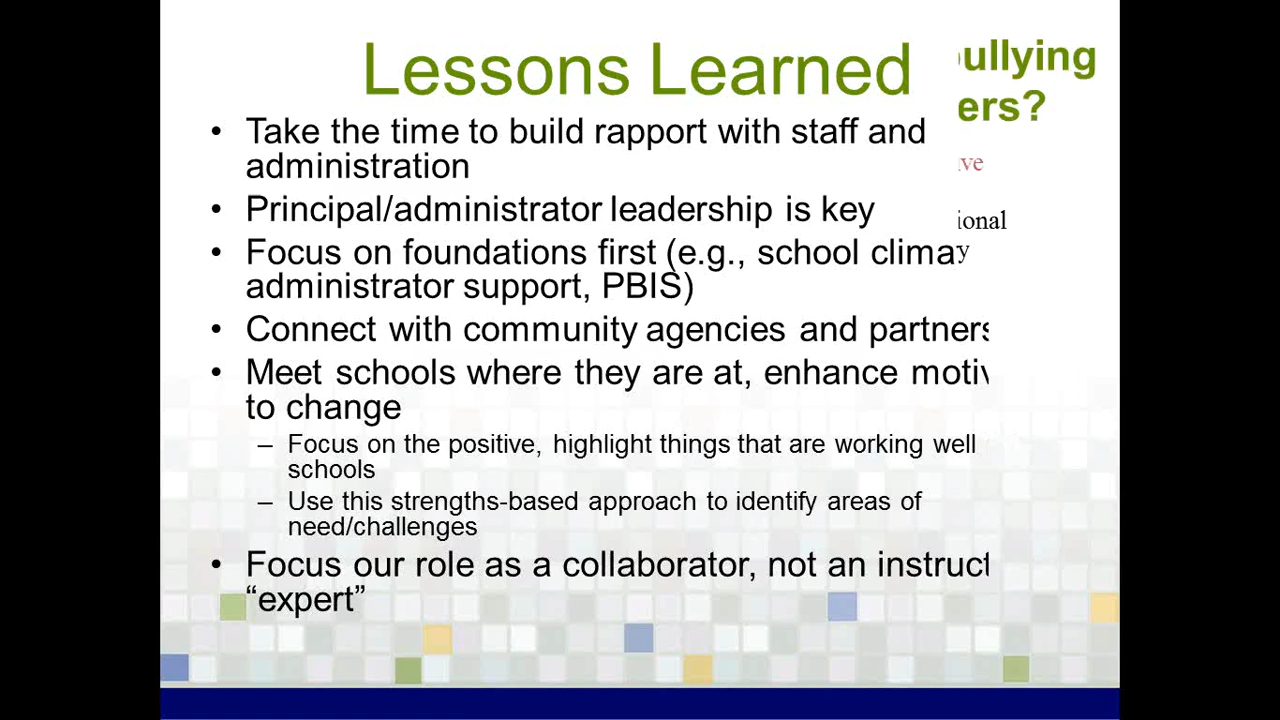 Lessons Learned
• Take the time to build rapport with staff and
administration
• Principal/administrator leadership is key
• Focus on foundations first (e.g., school clima
administrator support, PBIS)
• Connect with community agencies and partners
• Meet schools where they are at, enhance motiv
to change
– Focus on the positive, highlight things that are working well
schools
– Use this strengths-based approach to identify areas of
need/challenges
• Focus our role as a collaborator, not an instruct
“expert”
ullying
ers?
ive
ional
y